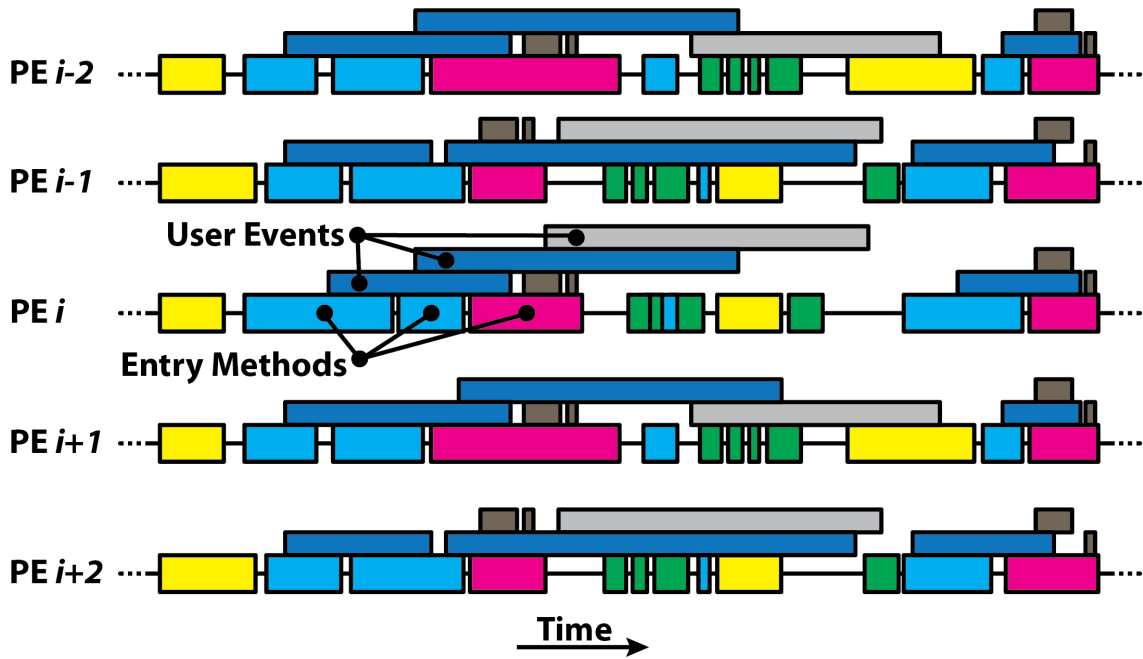 PE i-2
PE i-1
User Events
PE i
Entry Methods
PE i+1
PE i+2
Time